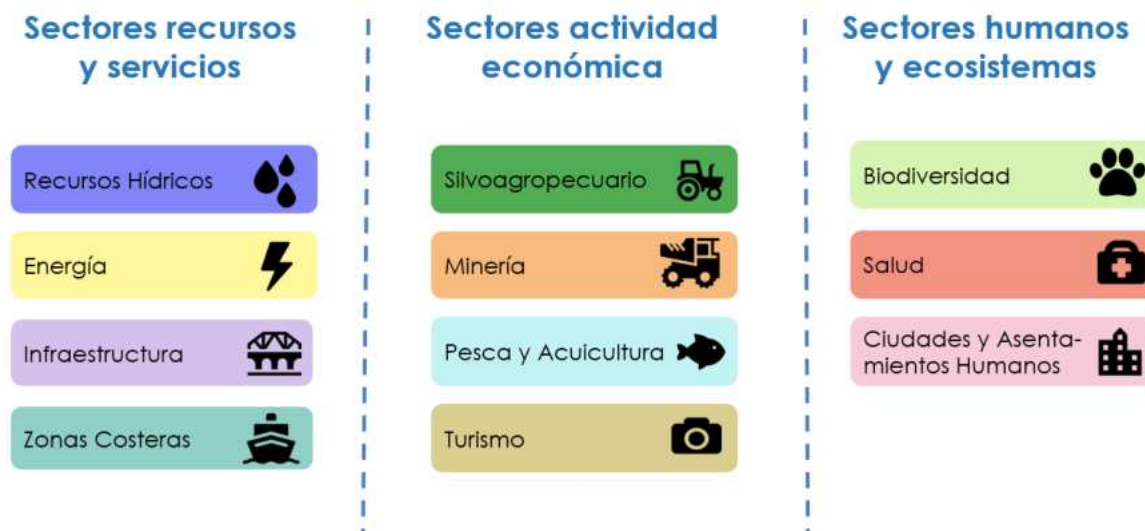 Sectores recursos
y servicios
Recursos Hídricos
Energía
Infraestructura
Zonas Costeras
Sectores actividad
económica
Silvoagropecuario
Minería
Pesca y Acuicultura
Turismo
Sectores humanos
y ecosistemas
Biodiversidad
Salud
Ciudades y Asenta-
mientos Humanos